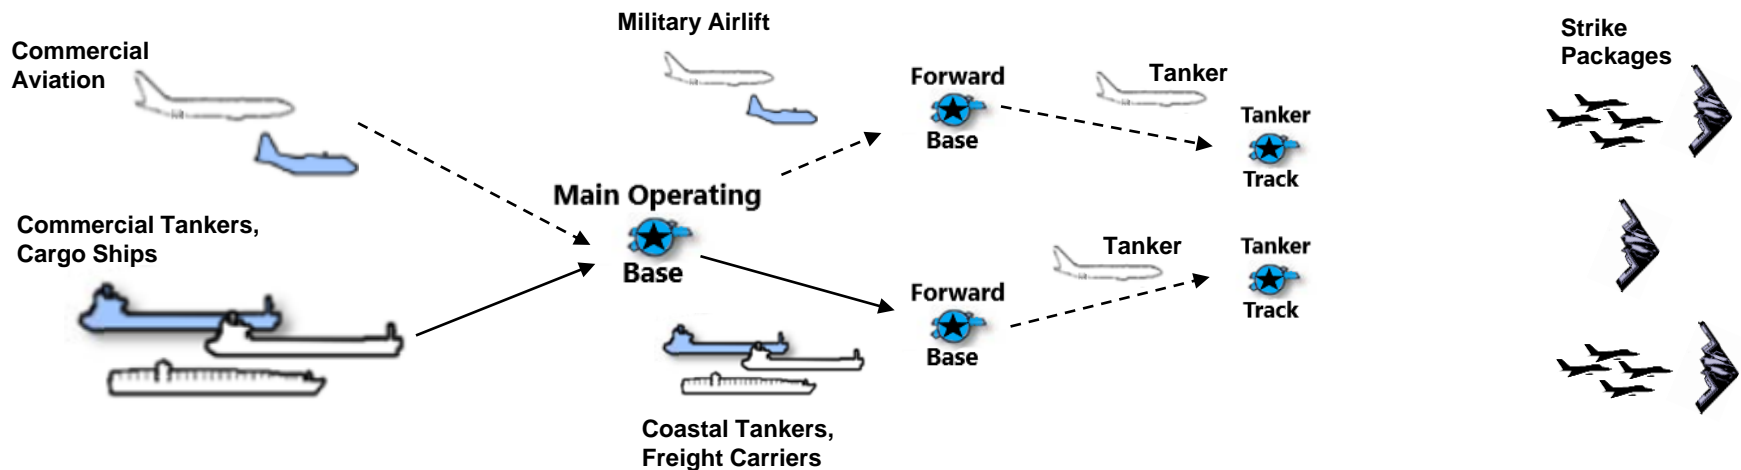 Commercial
Aviation
Military Airlift
Strike
Packages
Forward
Base
Tanker
Tanker
Track
Main Operating
Base
Commercial Tankers,
Cargo Ships
Forward
Base
Tanker
Tanker
Track
Coastal Tankers,
Freight Carriers